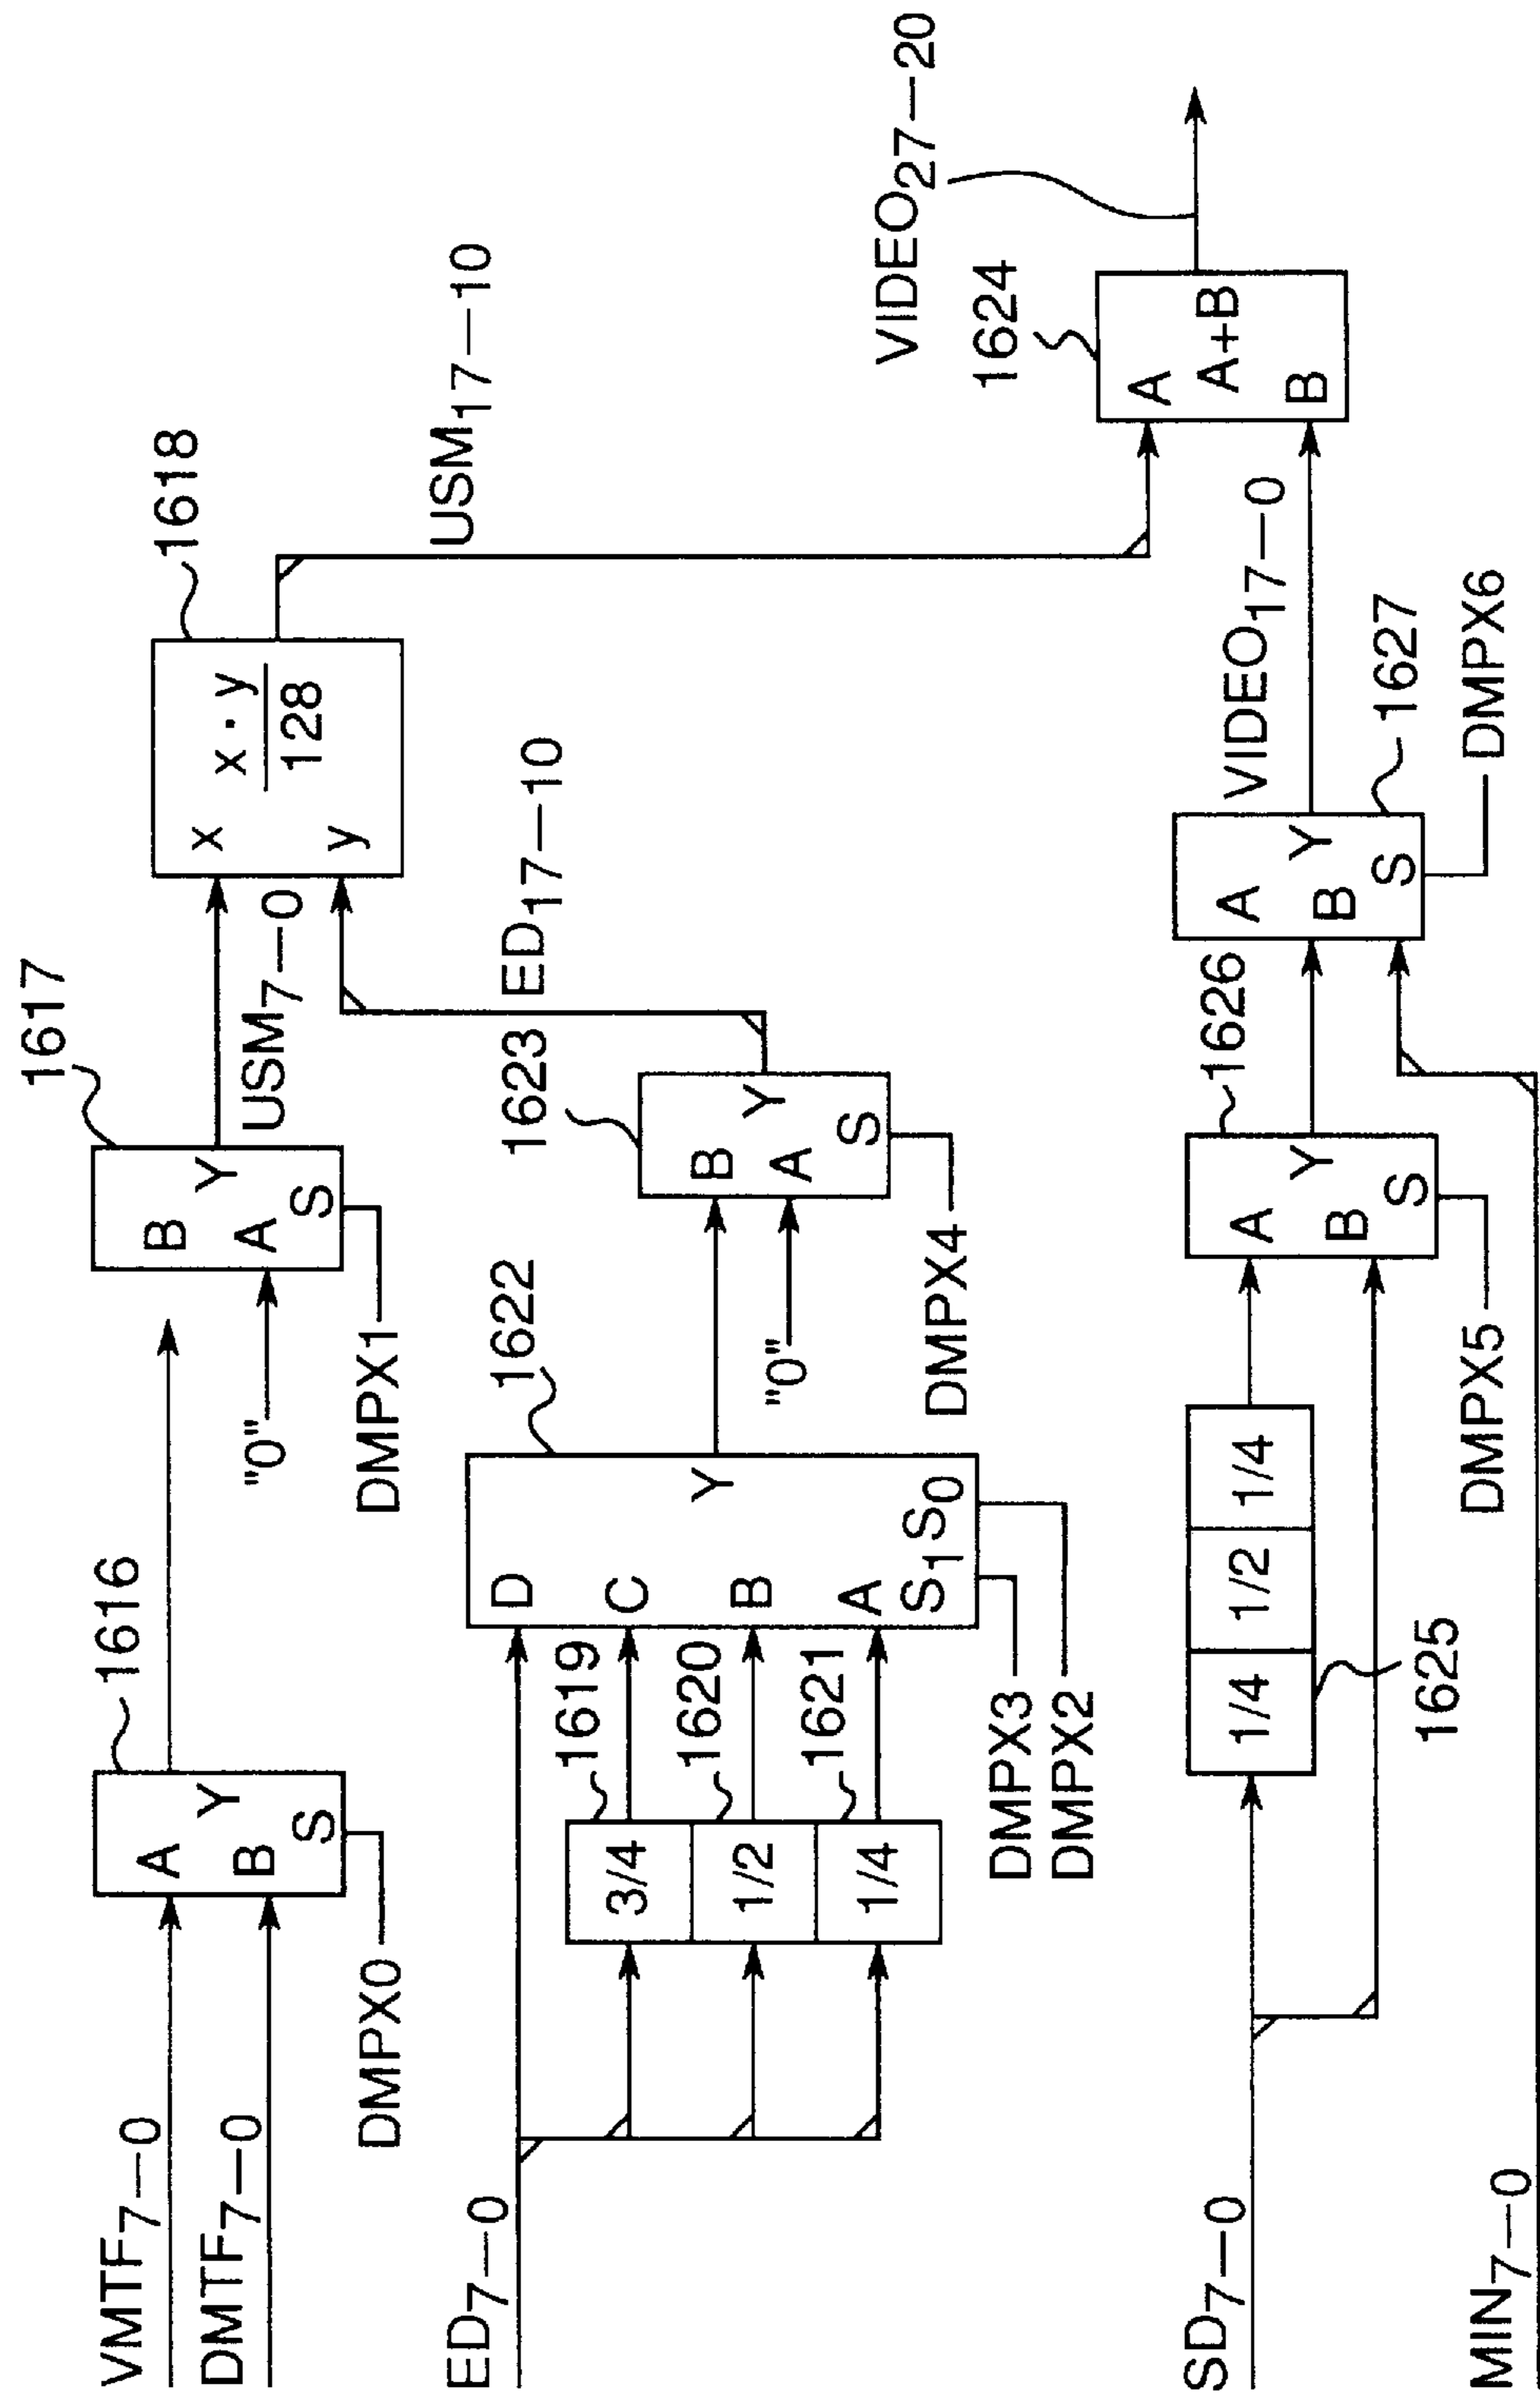 VMTF7—0
DMTF7—0
A
B
Y
S
1616
DMPX0
"0"
B
A
Y
S
1617
DMPX1
USM7—0
x
y
x · y
128
1618
USM17—10
ED7—0
3/4
1/2
1/4
1619
1620
1621
D
C
B
A
Y
S1S0
1622
DMPX3
DMPX2
"0"
B
A
Y
S
1623
DMPX4
ED17—10
SD7—0
1/4
1/2
1/4
1625
A
B
Y
S
1626
DMPX5
MIN7—0
A
B
Y
S
1627
DMPX6
VIDEO17—0
A
A+B
B
1624
VIDEO27—20